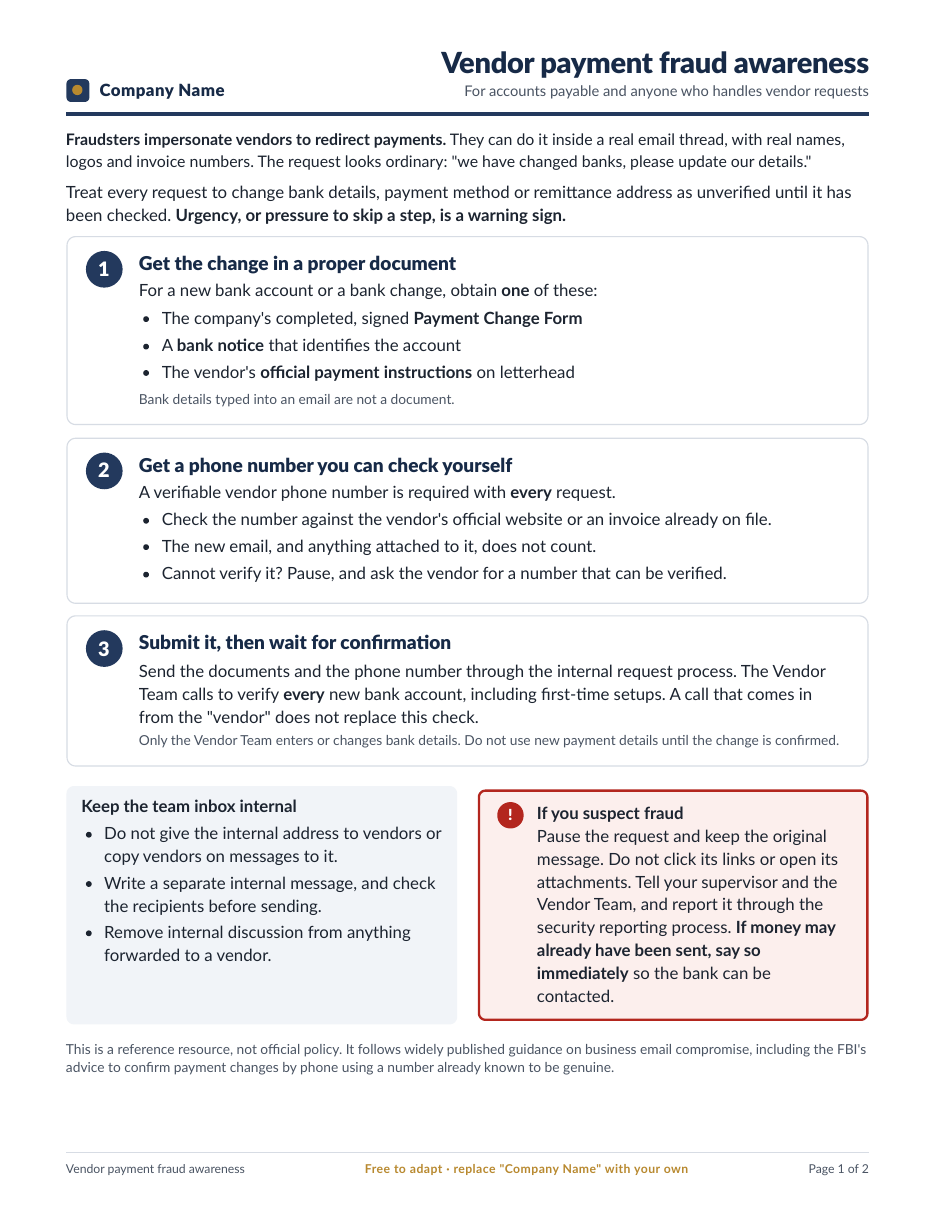 Vendor payment fraud awareness
Company Name
For accounts payable and anyone who handles vendor requests
Fraudsters impersonate vendors to redirect payments. They can do it inside a real email thread, with real names,
logos and invoice numbers. The request looks ordinary: "we have changed banks, please update our details."
Treat every request to change bank details, payment method or remittance address as unverified until it has
been checked. Urgency, or pressure to skip a step, is a warning sign.
1
Get the change in a proper document
For a new bank account or a bank change, obtain one of these:
• The company's completed, signed Payment Change Form
• A bank notice that identifies the account
• The vendor's official payment instructions on letterhead
Bank details typed into an email are not a document.
2
Get a phone number you can check yourself
A verifiable vendor phone number is required with every request.
• Check the number against the vendor's official website or an invoice already on file.
• The new email, and anything attached to it, does not count.
• Cannot verify it? Pause, and ask the vendor for a number that can be verified.
3
Submit it, then wait for confirmation
Send the documents and the phone number through the internal request process. The Vendor
Team calls to verify every new bank account, including first-time setups. A call that comes in
from the "vendor" does not replace this check.
Only the Vendor Team enters or changes bank details. Do not use new payment details until the change is confirmed.
Keep the team inbox internal
• Do not give the internal address to vendors or
copy vendors on messages to it.
• Write a separate internal message, and check
the recipients before sending.
• Remove internal discussion from anything
forwarded to a vendor.
!
If you suspect fraud
Pause the request and keep the original
message. Do not click its links or open its
attachments. Tell your supervisor and the
Vendor Team, and report it through the
security reporting process. If money may
already have been sent, say so
immediately so the bank can be
contacted.
This is a reference resource, not official policy. It follows widely published guidance on business email compromise, including the FBI's
advice to confirm payment changes by phone using a number already known to be genuine.
Vendor payment fraud awareness
Free to adapt · replace "Company Name" with your own
Page 1 of 2